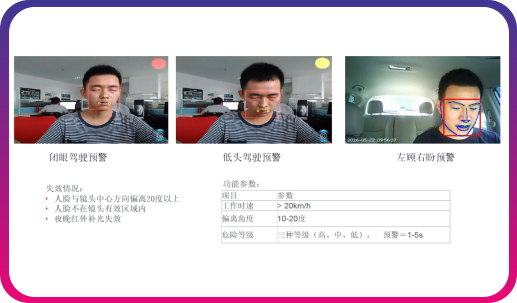 2018-05-23 09:56:37
闭眼驾驶预警
低头驾驶预警
左顾右盼预警
失效情况：
人脸与镜头中心方向偏离20度以上
人脸不在镜头有效区域内
夜晚红外补光失效
功能参数：
项目 参数
工作时速 > 20km/h
偏离角度 10-20度
危险等级 三种等级（高、中、低）， 预警＝1-5s